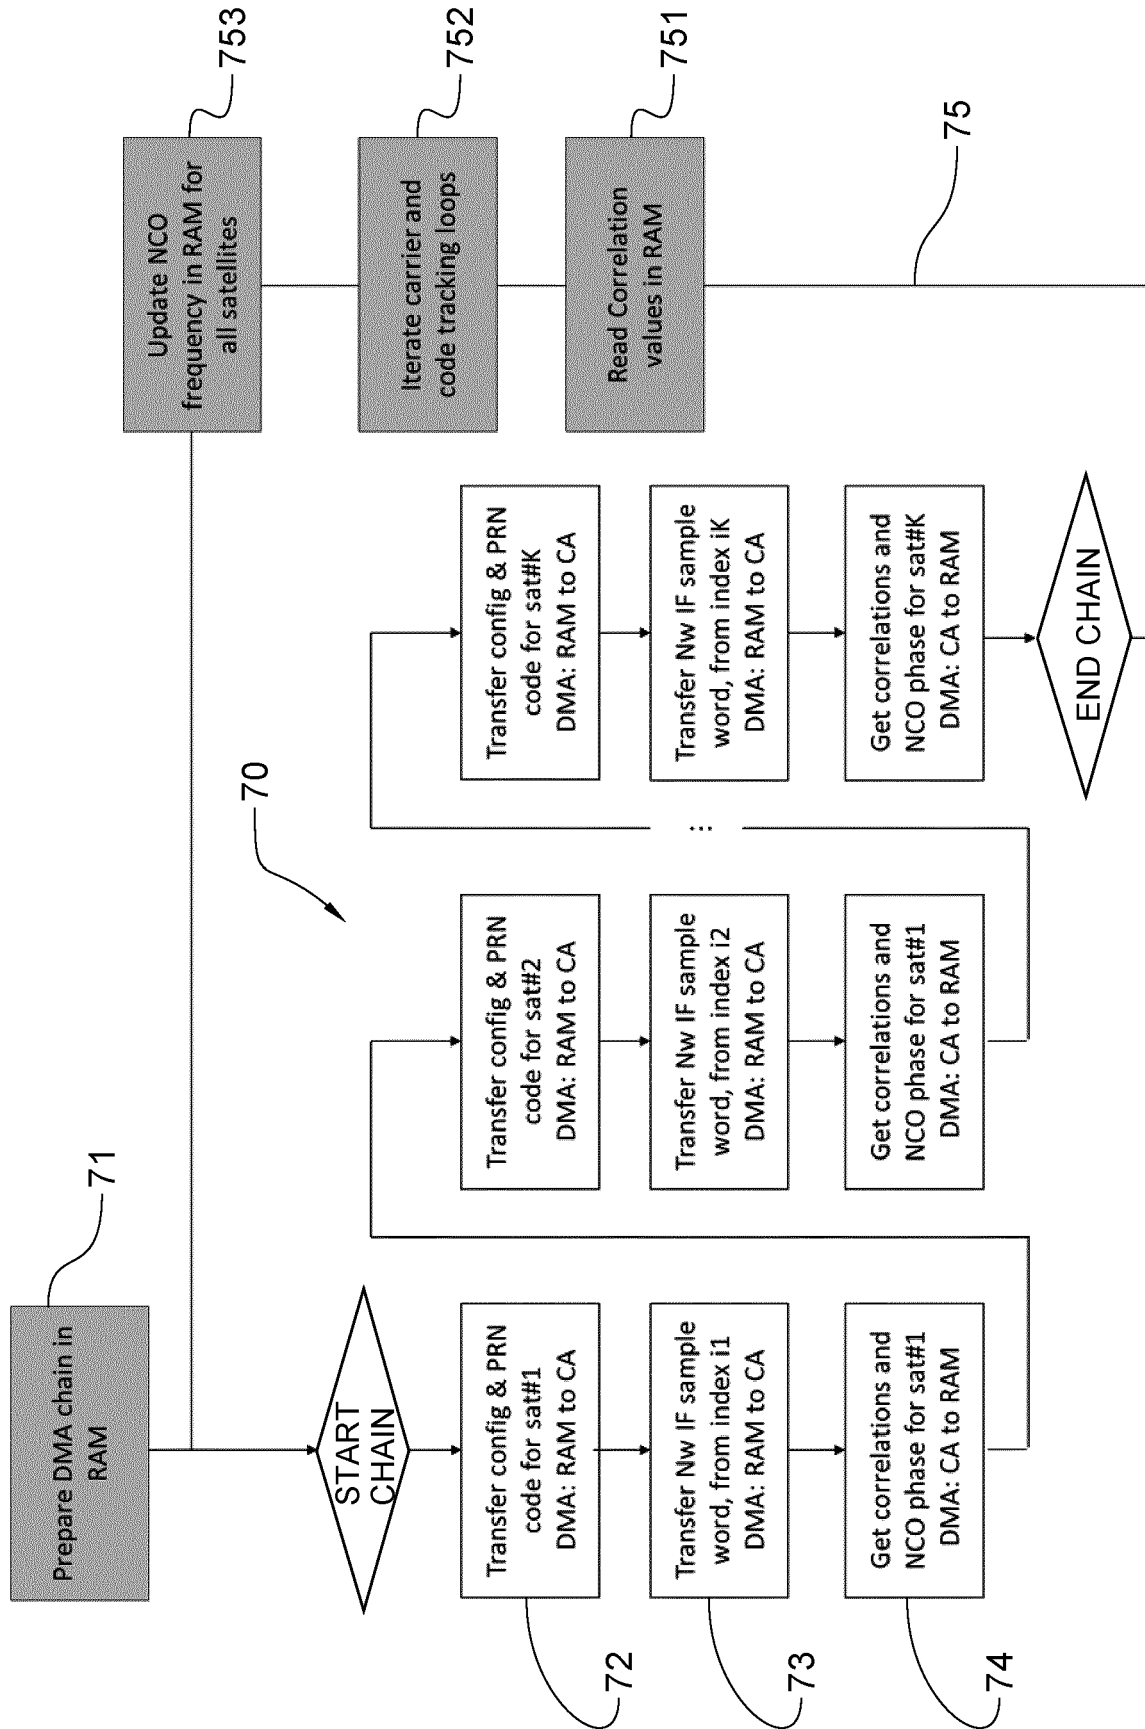 Prepare DMA chain in
RAM
71
START
CHAIN
Transfer config & PRN
code for sat#1
DMA: RAM to CA
72
Transfer Nw IF sample
word, from index i1
DMA: RAM to CA
73
Get correlations and
NCO phase for sat#1
DMA: CA to RAM
74
70
Transfer config & PRN
code for sat#2
DMA: RAM to CA
Transfer Nw IF sample
word, from index i2
DMA: RAM to CA
Get correlations and
NCO phase for sat#1
DMA: CA to RAM
...
Transfer config & PRN
code for sat#K
DMA: RAM to CA
Transfer Nw IF sample
word, from index iK
DMA: RAM to CA
Get correlations and
NCO phase for sat#K
DMA: CA to RAM
END CHAIN
75
Read Correlation
values in RAM
751
Iterate carrier and
code tracking loops
752
Update NCO
frequency in RAM for
all satellites
753